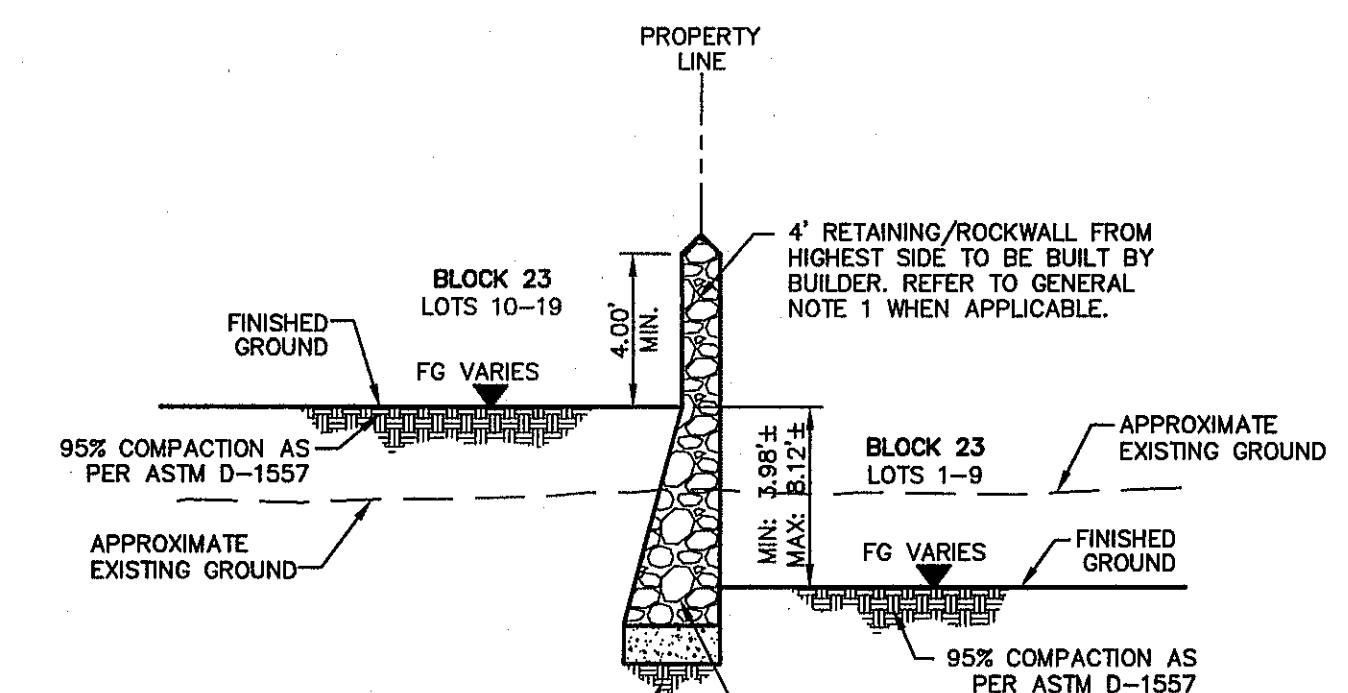 PROPERTY
LINE
4' RETAINING/ROCKWALL FROM
HIGHEST SIDE TO BE BUILT BY
BUILDER. REFER TO GENERAL
NOTE 1 WHEN APPLICABLE.
BLOCK 23
LOTS 10-19
4.00'
MIN.
FINISHED
GROUND
FG VARIES
95% COMPACTION AS
PER ASTM D-1557
APPROXIMATE
EXISTING GROUND
MIN: 3.98'±
MAX: 8.12'±
BLOCK 23
LOTS 1-9
APPROXIMATE
EXISTING GROUND
FG VARIES
FINISHED
GROUND
95% COMPACTION AS
PER ASTM D-1557